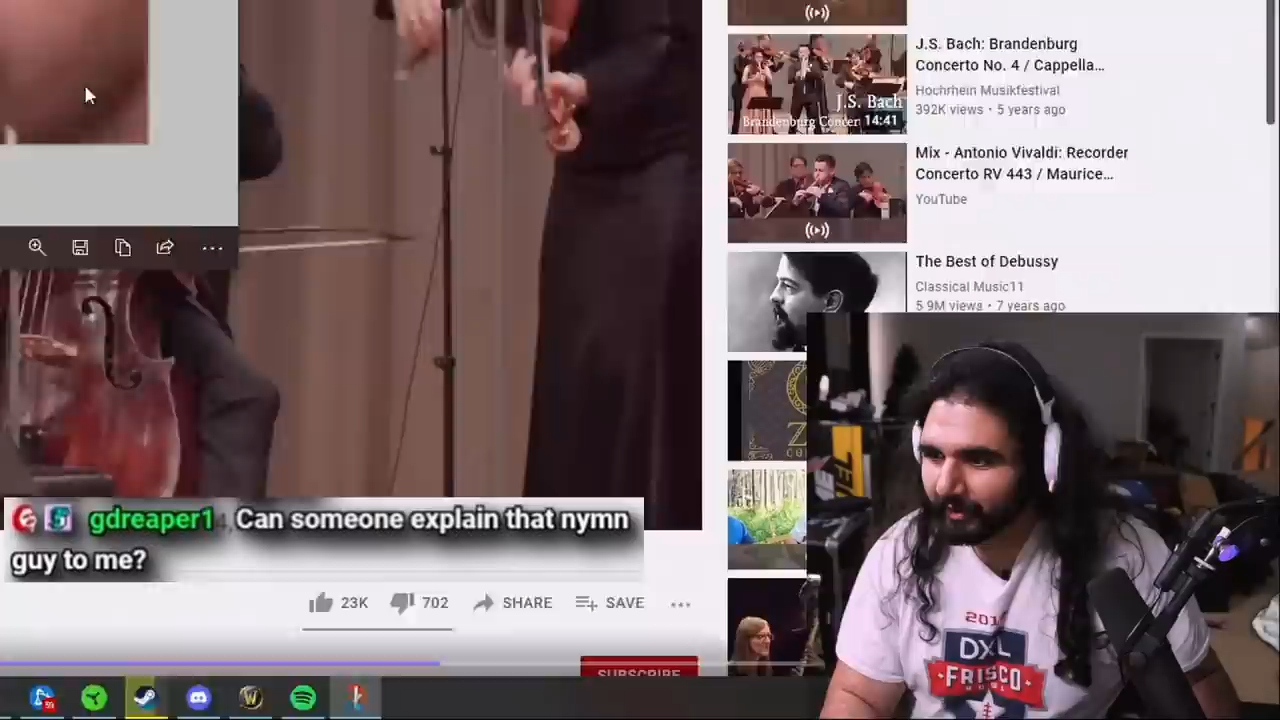 J.S. Bach: Brandenburg
Concerto No. 4 / Cappella...
Hochrhein Musikfestival
392K views • 5 years ago
J.S. Bach
Brandenburg Concer
14:41
Mix - Antonio Vivaldi: Recorder
Concerto RV 443 / Maurice...
YouTube
The Best of Debussy
Classical Music11
5.9M views • 7 years ago
gdreaper1 Can someone explain that nymn
guy to me?
23K 702 SHARE SAVE
SUBSCRIBE
DXL
FRISCO